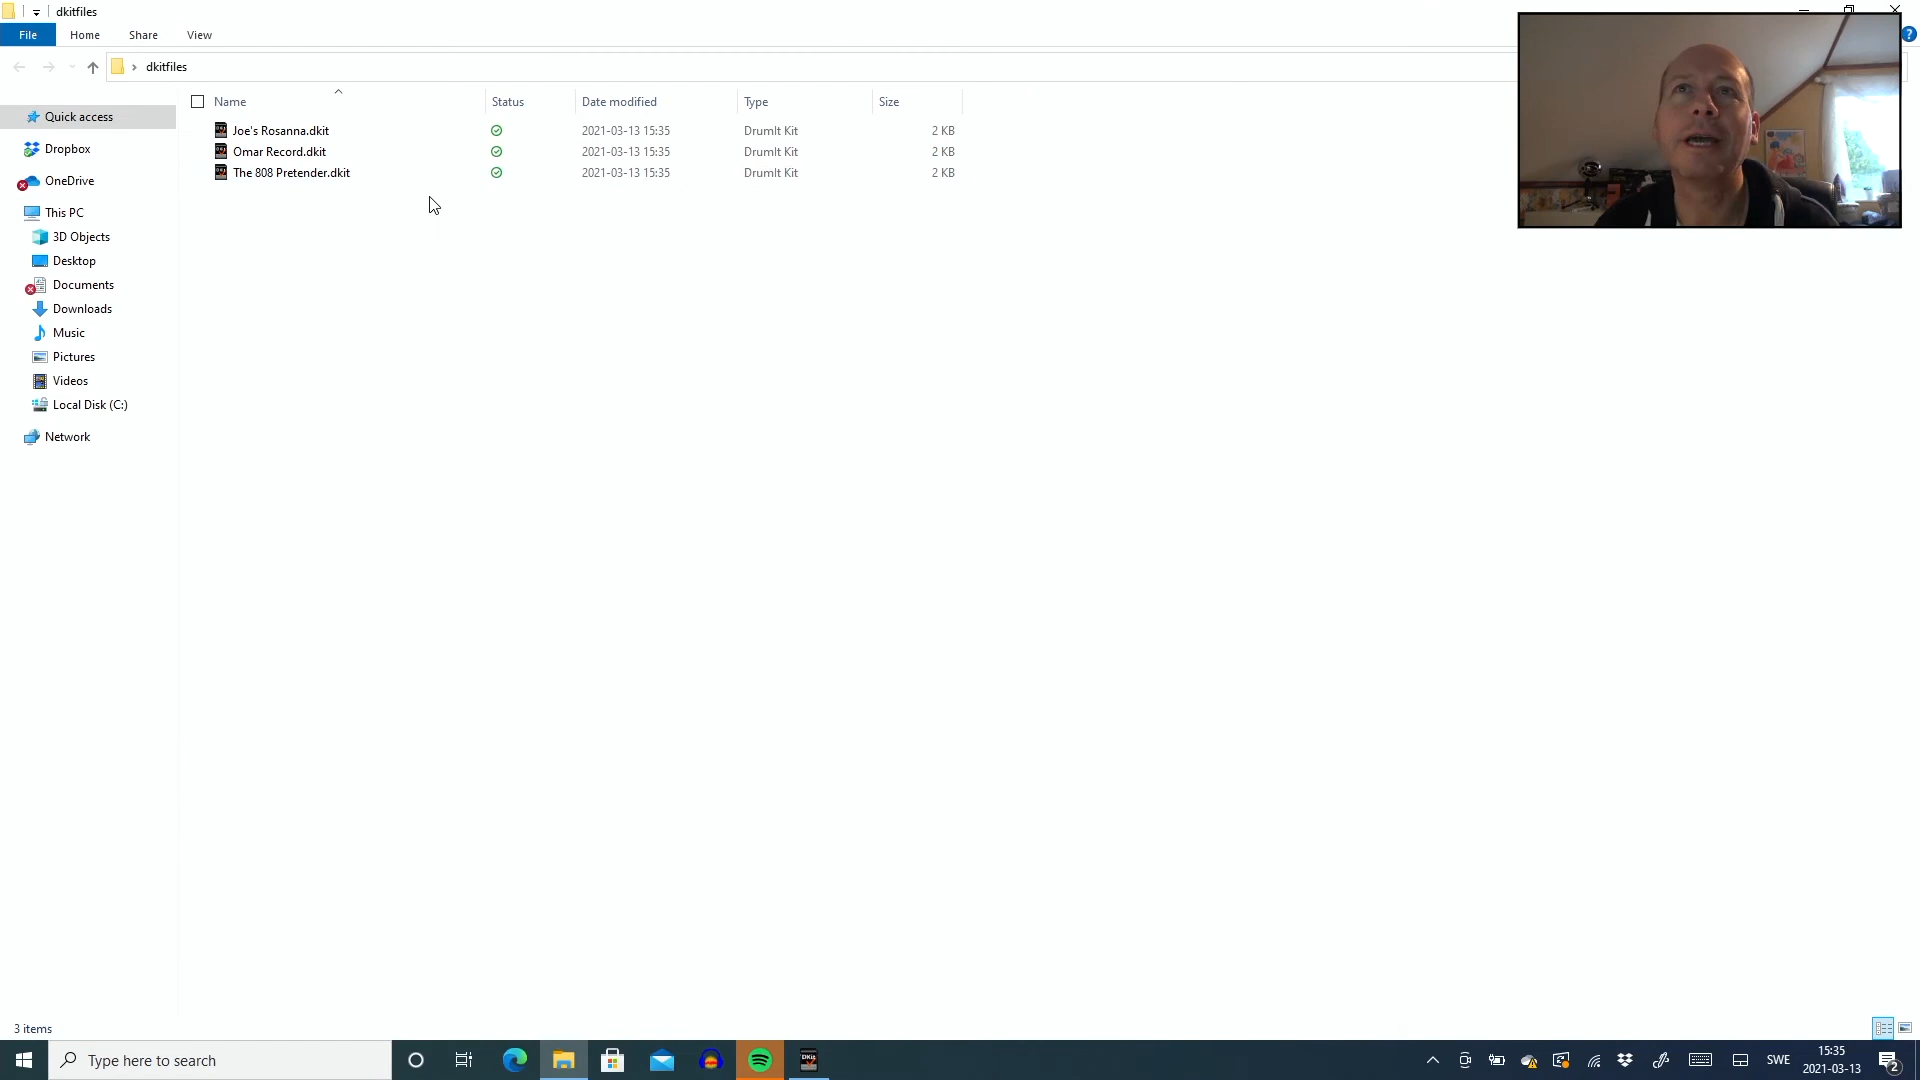 dkitfiles
File Home Share View
dkitfiles
Name Status Date modified Type Size
Joe's Rosanna.dkit 2021-03-13 15:35 DrumIt Kit 2 KB
Omar Record.dkit 2021-03-13 15:35 DrumIt Kit 2 KB
The 808 Pretender.dkit 2021-03-13 15:35 DrumIt Kit 2 KB
Quick access
Dropbox
OneDrive
This PC
3D Objects
Desktop
Documents
Downloads
Music
Pictures
Videos
Local Disk (C:)
Network
3 items
Type here to search
SWE
15:35
2021-03-13
2